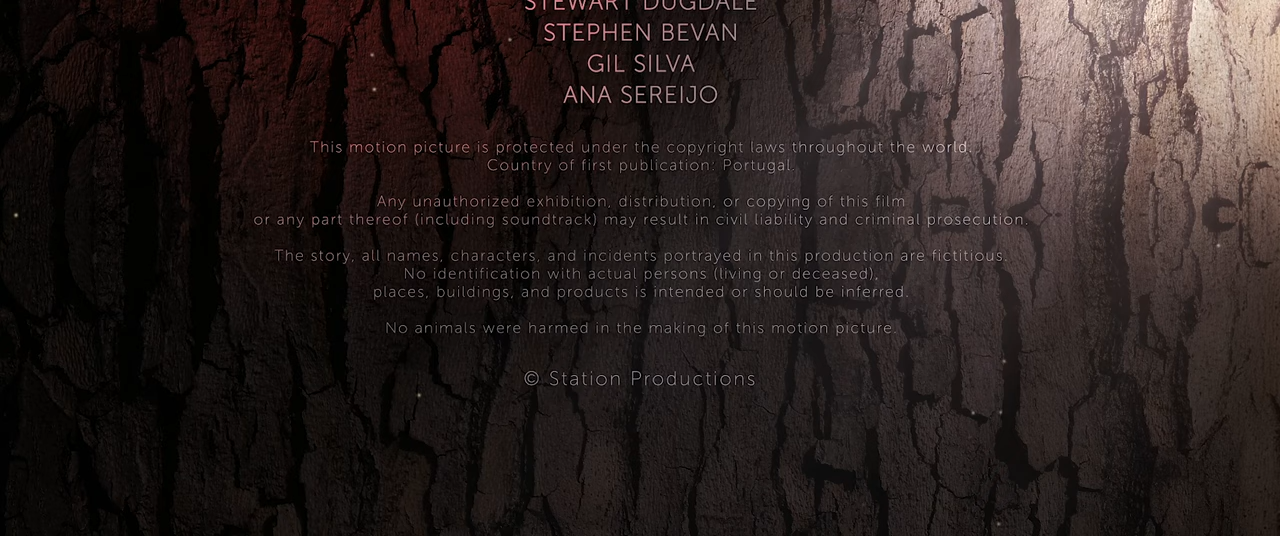 STEWART DUGDALE
STEPHEN BEVAN
GIL SILVA
ANA SEREIJO
This motion picture is protected under the copyright laws throughout the world.
Country of first publication: Portugal.
Any unauthorized exhibition, distribution, or copying of this film
or any part thereof (including soundtrack) may result in civil liability and criminal prosecution.
The story, all names, characters, and incidents portrayed in this production are fictitious.
No identification with actual persons (living or deceased),
places, buildings, and products is intended or should be inferred.
No animals were harmed in the making of this motion picture.
© Station Productions